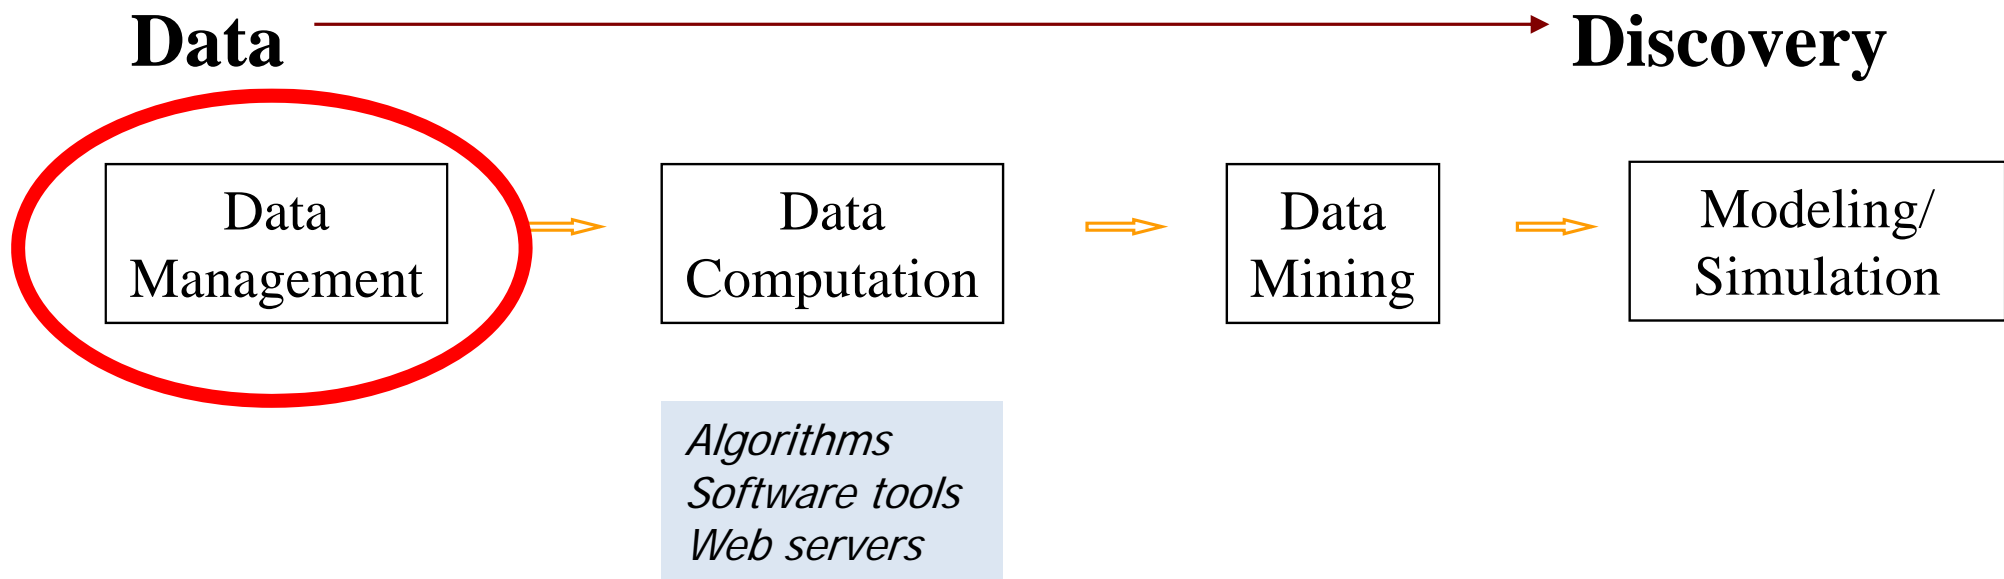 Data
Discovery
Data
Management
Data
Computation
Data
Mining
Modeling/
Simulation
Algorithms
Software tools
Web servers